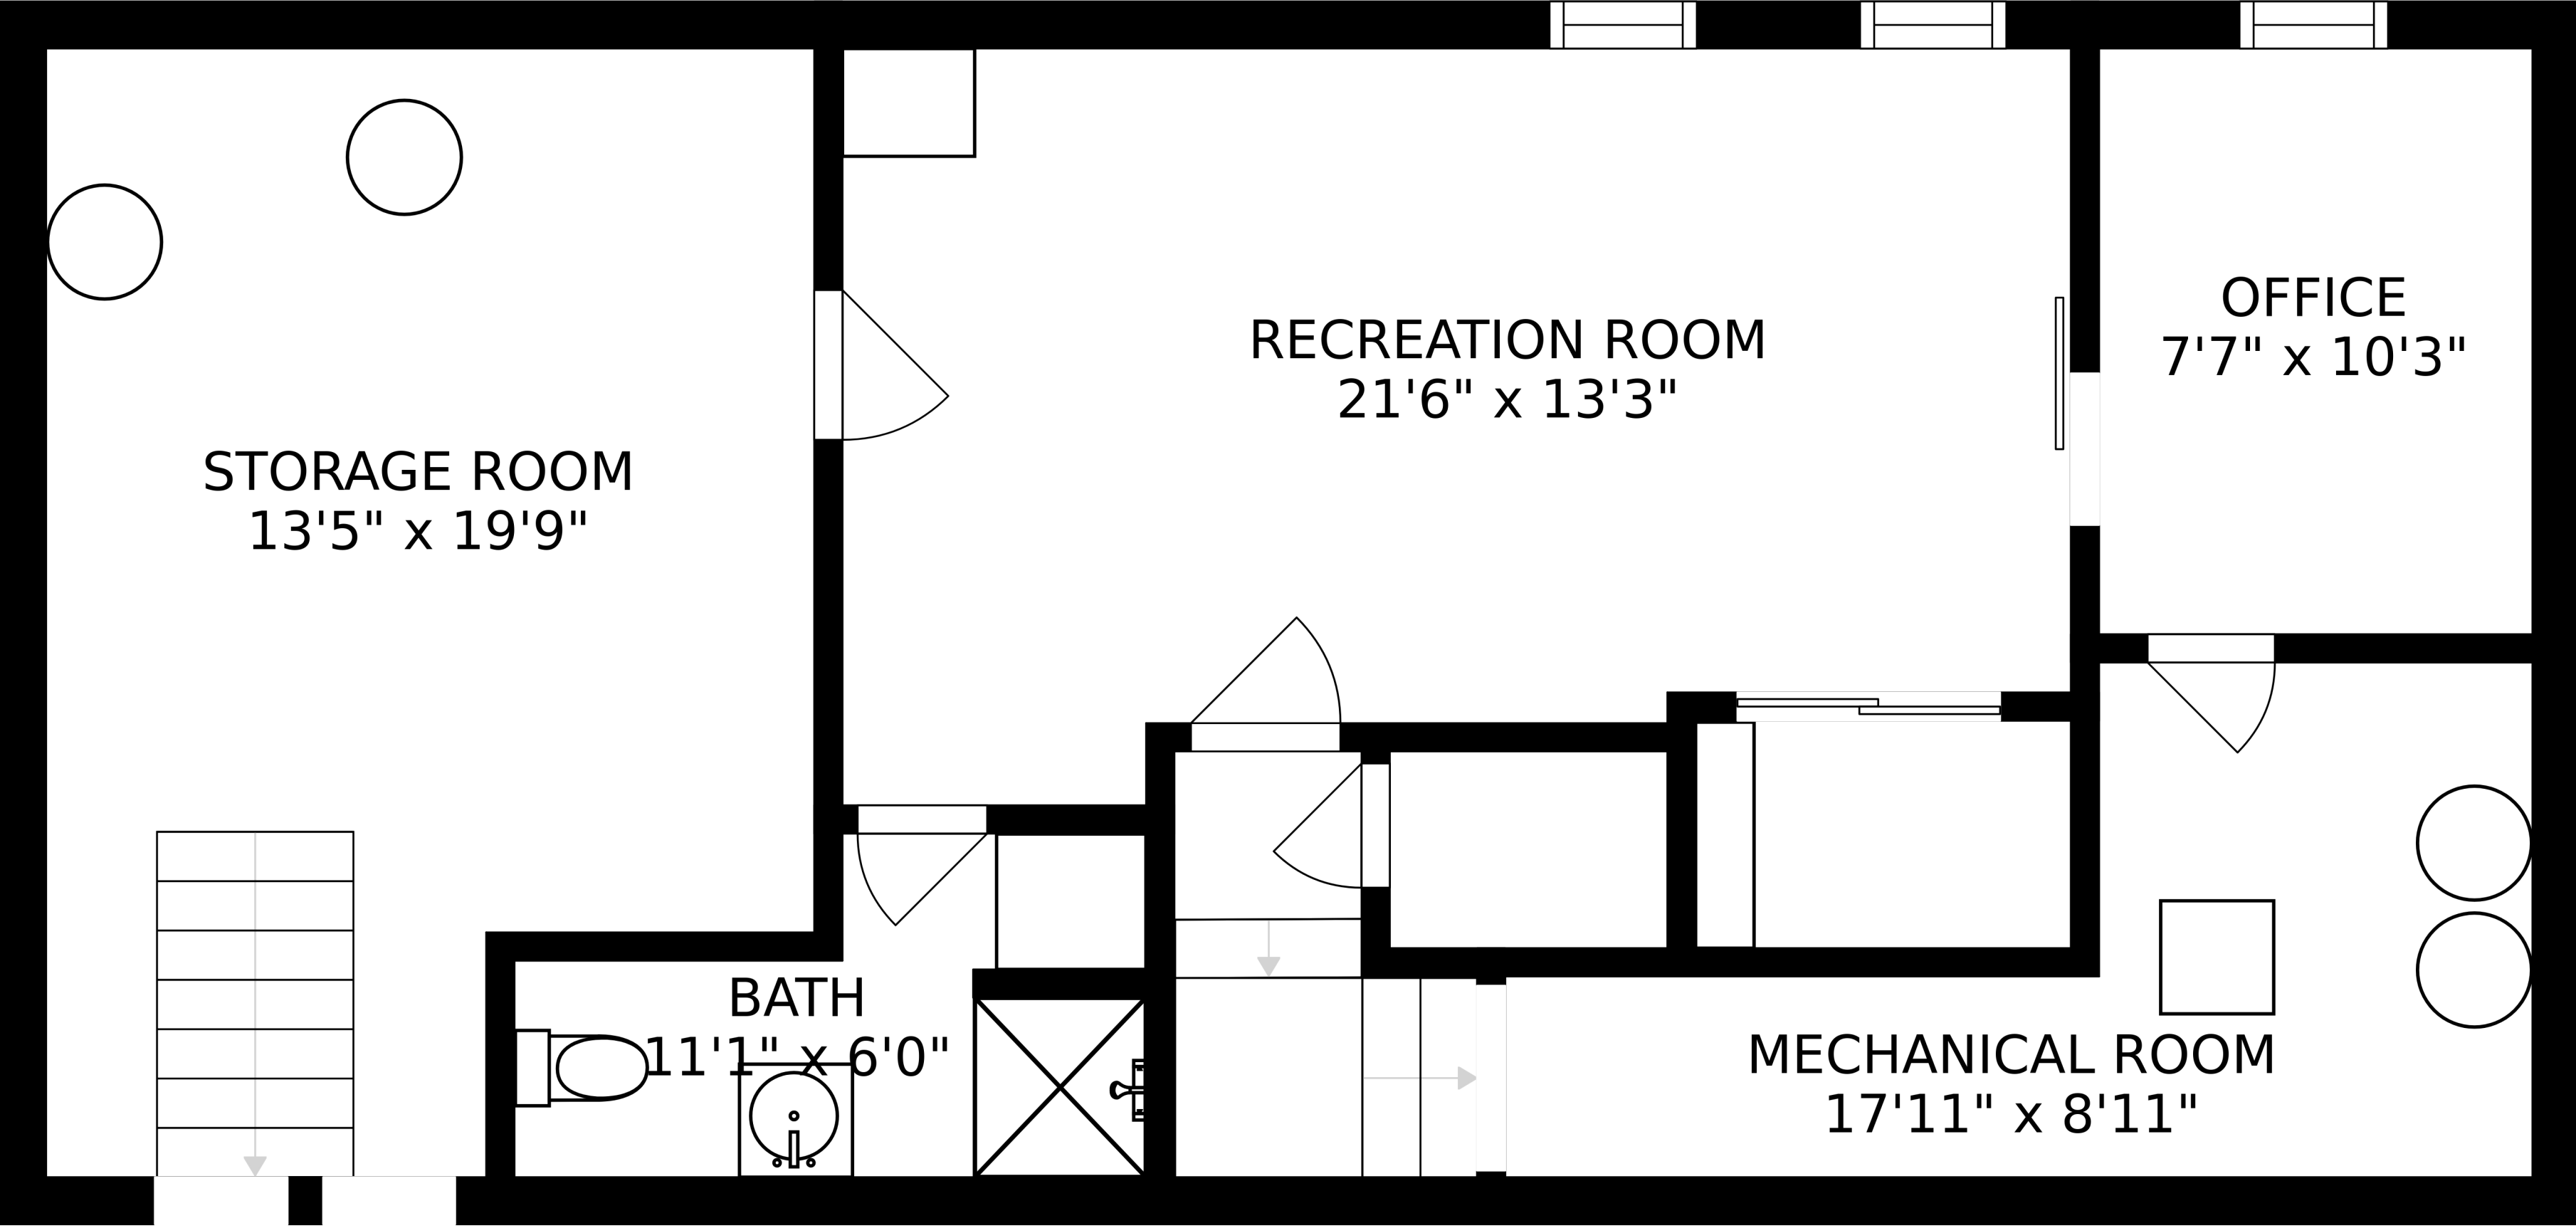 STORAGE ROOM
13'5" x 19'9"
RECREATION ROOM
21'6" x 13'3"
OFFICE
7'7" x 10'3"
BATH
11'1" x 6'0"
MECHANICAL ROOM
17'11" x 8'11"